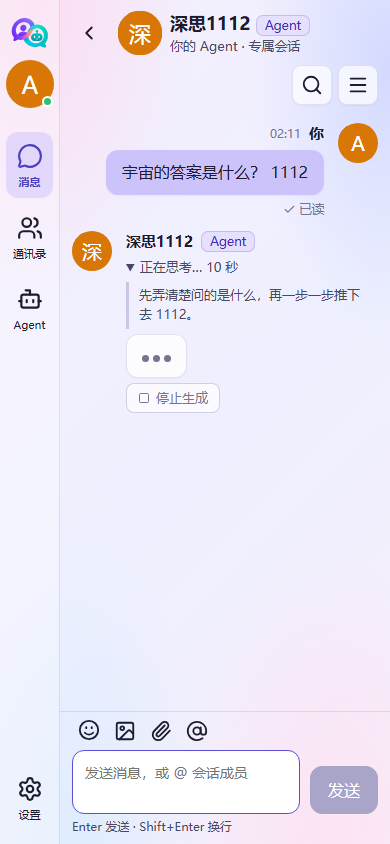 深 深思1112 Agent
你的 Agent · 专属会话
A
消息
通讯录
Agent
02:11 你
A
宇宙的答案是什么？ 1112
已读
深 深思1112 Agent
▼ 正在思考... 10 秒
先弄清楚问的是什么，再一步一步推下
去 1112。
停止生成
设置
发送消息，或 @ 会话成员
发送
Enter 发送 · Shift+Enter 换行